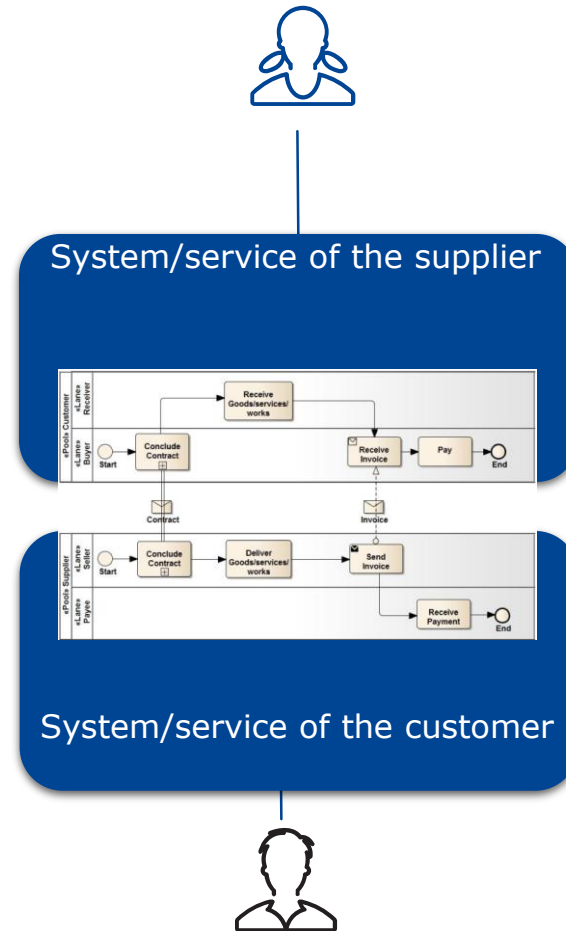 System/service of the supplier
«Pool» Customer
«Lane»
Receiver
Receive
Goods/services/
works
«Lane»
Buyer
Start
Conclude
Contract
Receive
Invoice
Pay
End
Contract
Invoice
«Pool» Supplier
«Lane»
Seller
Start
Conclude
Contract
Deliver
Goods/services/
works
Send
Invoice
«Lane»
Payee
Receive
Payment
End
System/service of the customer